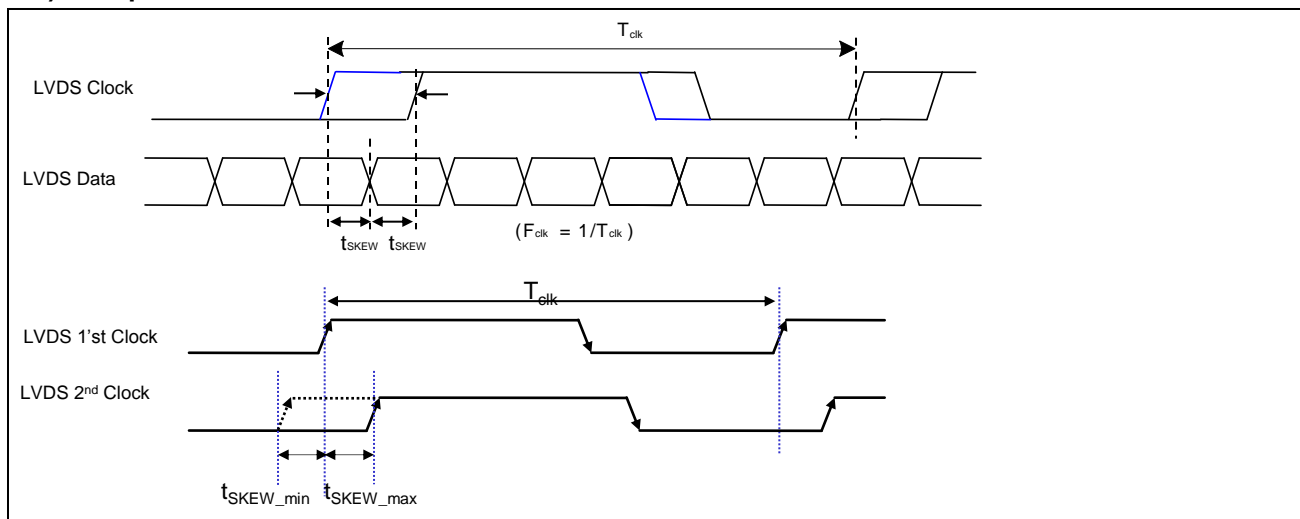 Tclk
LVDS Clock
LVDS Data
tSKEW tSKEW
(Fclk = 1/Tclk)
Tclk
LVDS 1'st Clock
LVDS 2nd Clock
tSKEW_min tSKEW_max